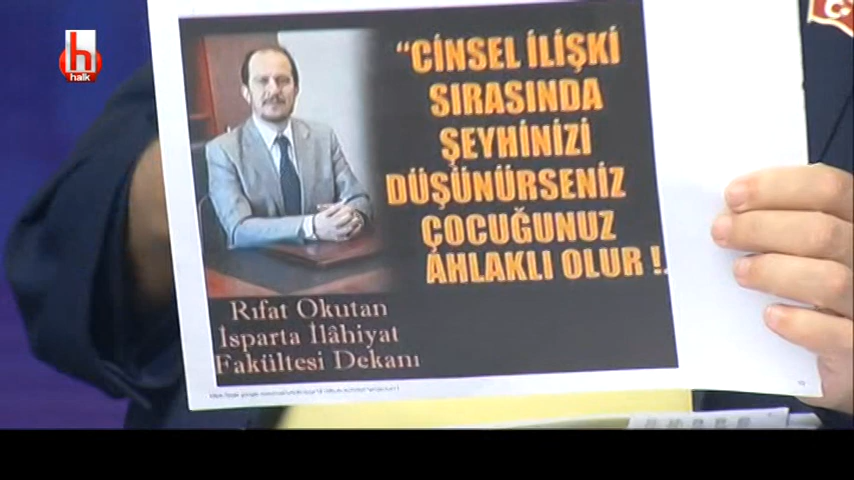 halk
“CİNSEL İLİŞKİ
SIRASINDA
ŞEYHİNİZİ
DÜŞÜNÜRSENİZ
ÇOCUĞUNUZ
AHLAKLI OLUR !.
Rıfat Okutan
İsparta İlâhiyat
Fakültesi Dekanı